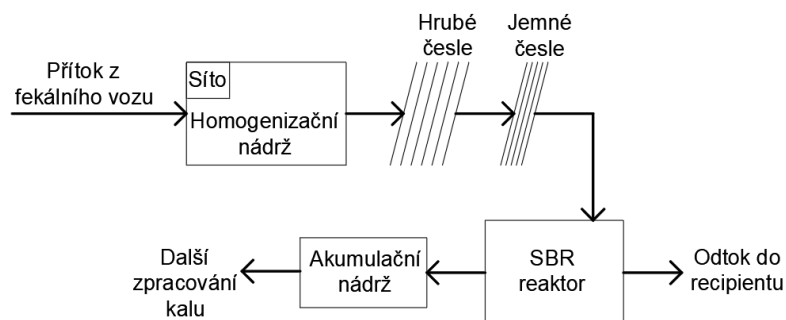 Přítok z
fekálního vozu
Síto
Homogenizační
nádrž
Hrubé
česle
Jemné
česle
SBR
reaktor
Odtok do
recipientu
Akumulační
nádrž
Další
zpracování
kalu